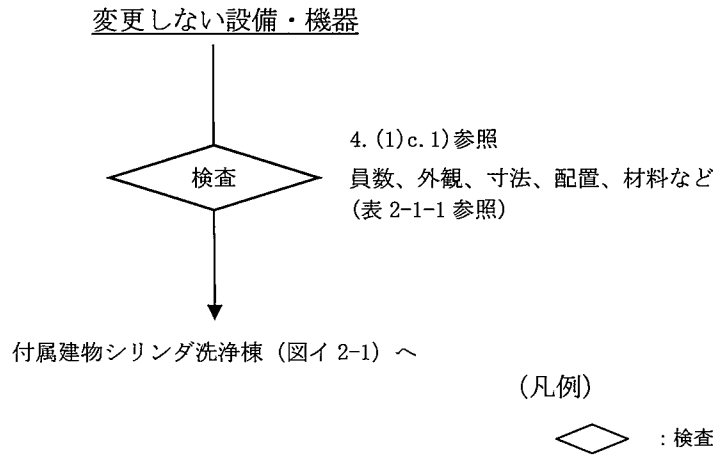 変更しない設備・機器
検査
4.(1)c.1)参照
員数、外観、寸法、配置、材料など
(表 2-1-1 参照)
付属建物シリンダ洗浄棟（図イ 2-1）へ
(凡例)
：検査